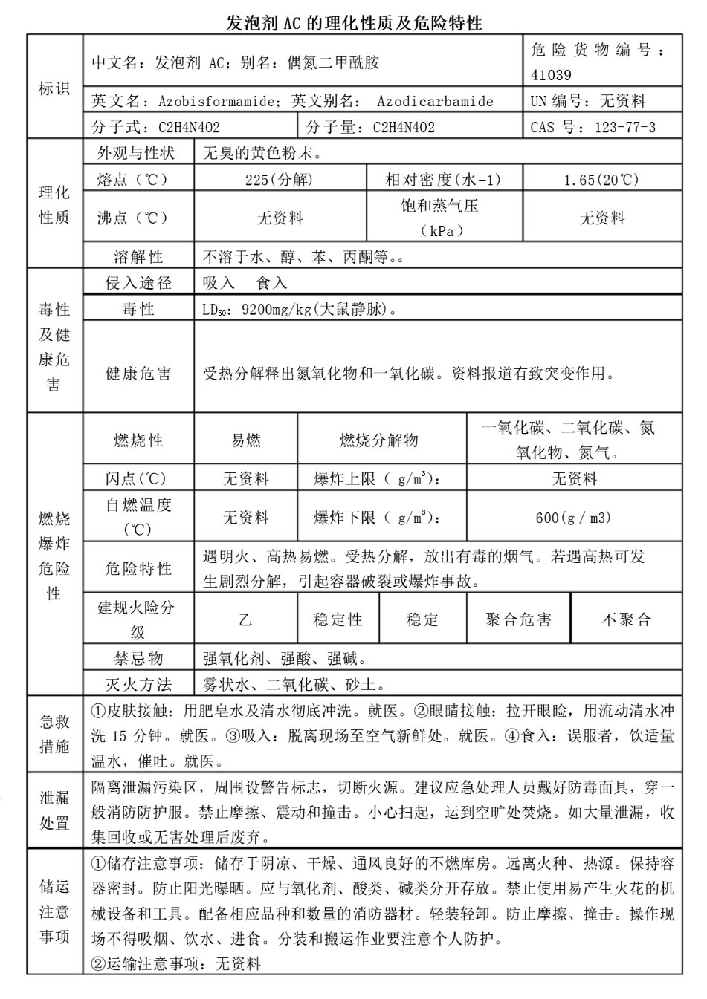 发泡剂 AC 的理化性质及危险特性
标识
中文名：发泡剂 AC；别名：偶氮二甲酰胺
危险货物编号：
41039
英文名：Azobisformamide；英文别名： Azodicarbamide
UN 编号：无资料
分子式：C2H4N4O2
分子量：C2H4N4O2
CAS 号：123-77-3
理化
性质
外观与性状
无臭的黄色粉末。
熔点（℃）
225(分解)
相对密度(水=1)
1.65(20℃)
沸点（℃）
无资料
饱和蒸气压
（kPa）
无资料
溶解性
不溶于水、醇、苯、丙酮等。。
毒性
及健
康危
害
侵入途径
吸入 食入
毒性
LD₅₀：9200mg/kg(大鼠静脉)。
健康危害
受热分解释出氮氧化物和一氧化碳。资料报道有致突变作用。
燃烧
爆炸
危险
性
燃烧性
易燃
燃烧分解物
一氧化碳、二氧化碳、氮
氧化物、氮气。
闪点(℃)
无资料
爆炸上限（ g/m³）：
无资料
自燃温度
(℃)
无资料
爆炸下限（ g/m³）：
600(g／m3)
危险特性
遇明火、高热易燃。受热分解，放出有毒的烟气。若遇高热可发
生剧烈分解，引起容器破裂或爆炸事故。
建规火险分
级
乙
稳定性
稳定
聚合危害
不聚合
禁忌物
强氧化剂、强酸、强碱。
灭火方法
雾状水、二氧化碳、砂土。
急救
措施
①皮肤接触：用肥皂水及清水彻底冲洗。就医。②眼睛接触：拉开眼睑，用流动清水冲
洗 15 分钟。就医。③吸入：脱离现场至空气新鲜处。就医。④食入：误服者，饮适量
温水，催吐。就医。
泄漏
处置
隔离泄漏污染区，周围设警告标志，切断火源。建议应急处理人员戴好防毒面具，穿一
般消防防护服。禁止摩擦、震动和撞击。小心扫起，运到空旷处焚烧。如大量泄漏，收
集回收或无害处理后废弃。
储运
注意
事项
①储存注意事项：储存于阴凉、干燥、通风良好的不燃库房。远离火种、热源。保持容
器密封。防止阳光曝晒。应与氧化剂、酸类、碱类分开存放。禁止使用易产生火花的机
械设备和工具。配备相应品种和数量的消防器材。轻装轻卸。防止摩擦、撞击。操作现
场不得吸烟、饮水、进食。分装和搬运作业要注意个人防护。
②运输注意事项：无资料